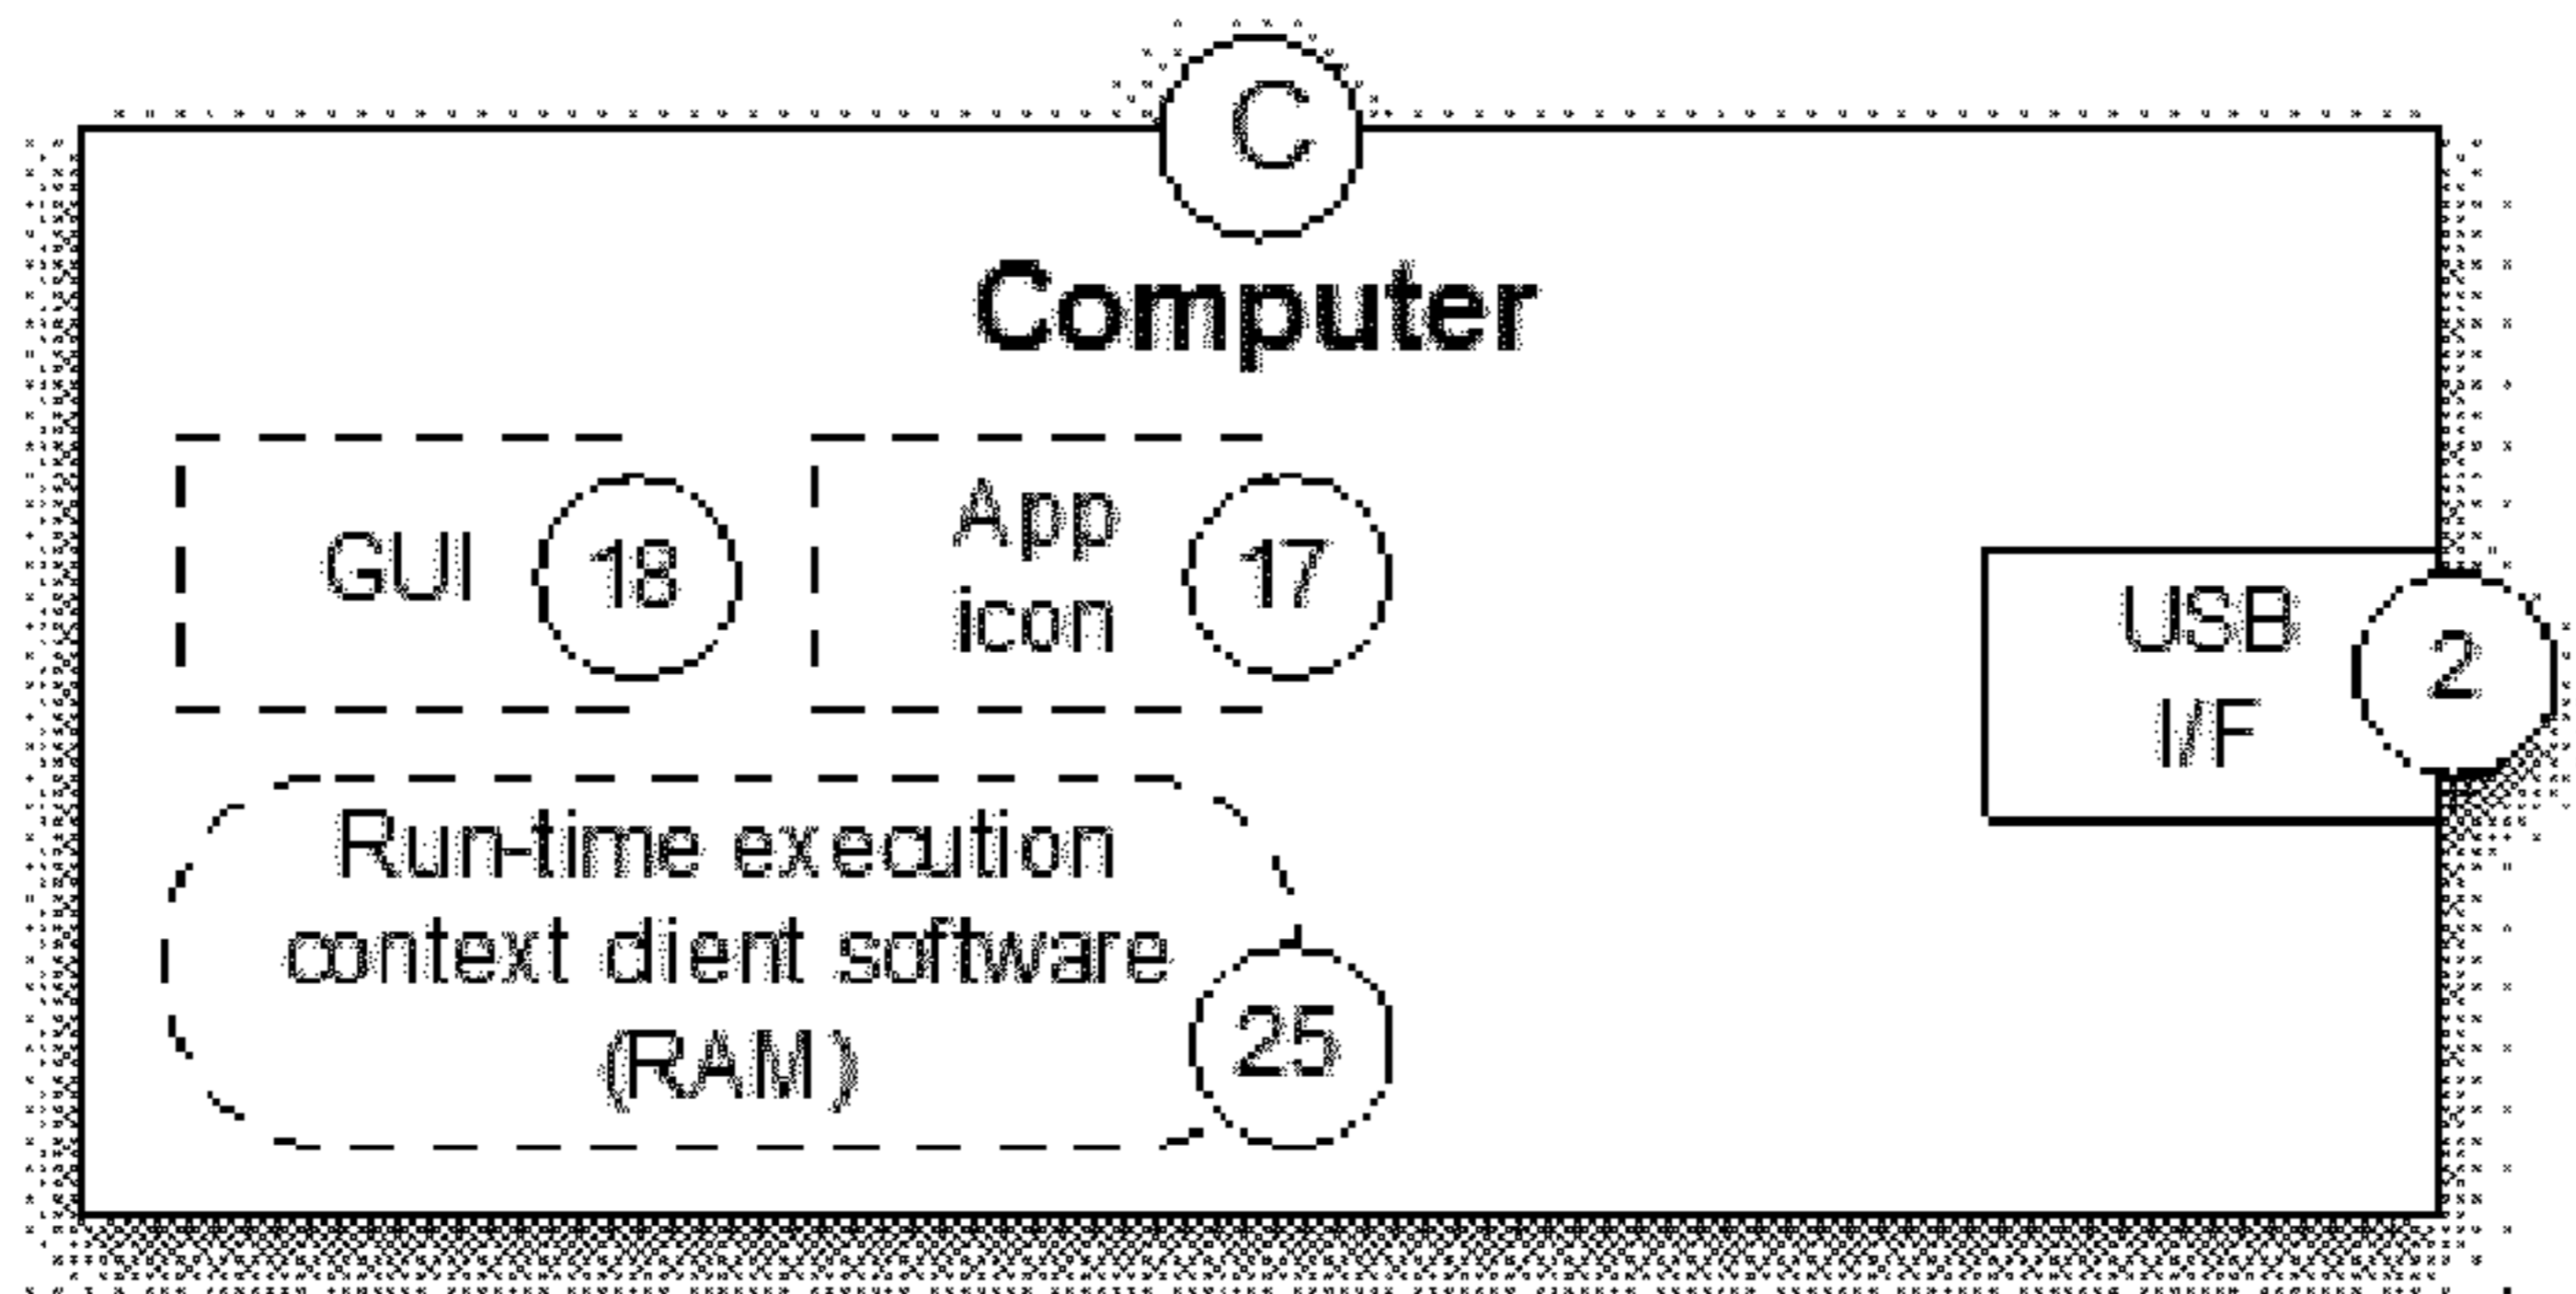 C
Computer
GUI
18
App
icon
17
USB
I/F
2
Run-time execution
context client software
(RAM)
25